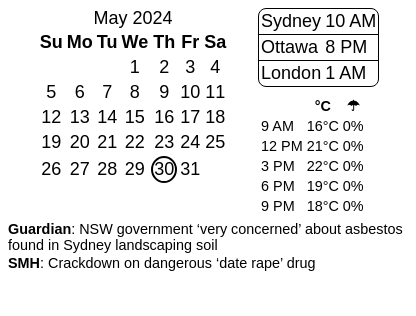 May 2024
Su Mo Tu We Th Fr Sa
1 2 3 4
5 6 7 8 9 10 11
12 13 14 15 16 17 18
19 20 21 22 23 24 25
26 27 28 29 30 31
Sydney 10 AM
Ottawa 8 PM
London 1 AM
°C ☂
9 AM 16°C 0%
12 PM 21°C 0%
3 PM 22°C 0%
6 PM 19°C 0%
9 PM 18°C 0%
Guardian: NSW government ‘very concerned’ about asbestos
found in Sydney landscaping soil
SMH: Crackdown on dangerous ‘date rape’ drug